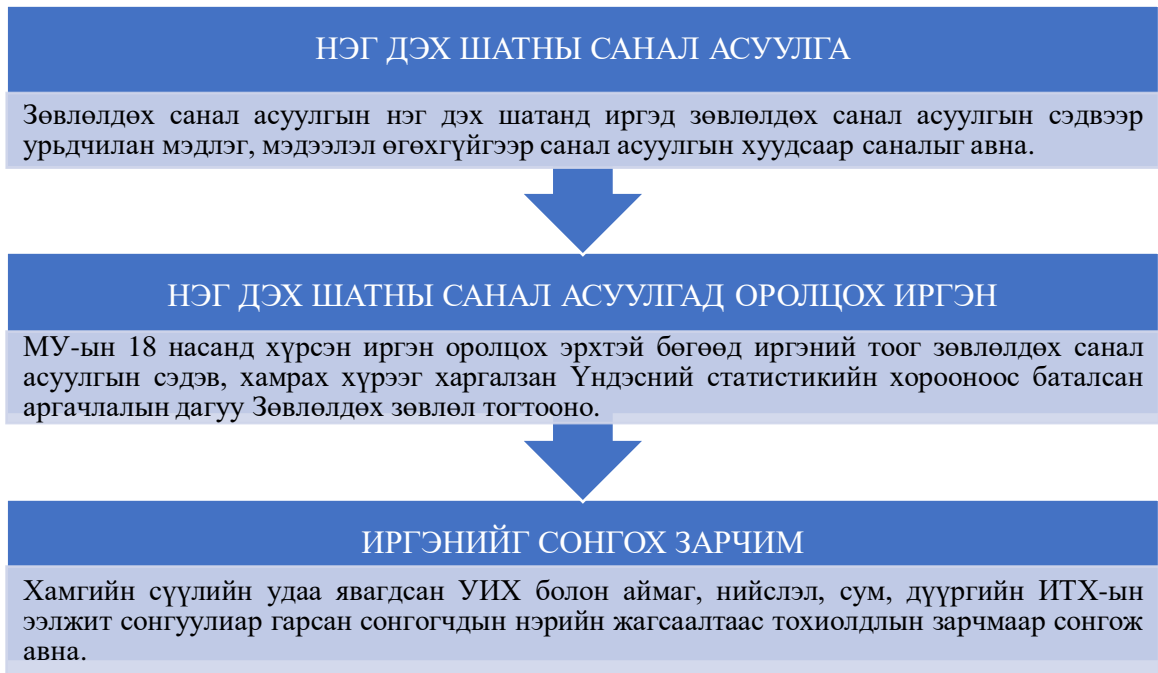 НЭГ ДЭХ ШАТНЫ САНАЛ АСУУЛГА
Зөвлөлдөх санал асуулгын нэг дэх шатанд иргэд зөвлөлдөх санал асуулгын сэдвээр
урьдчилан мэдлэг, мэдээлэл өгөхгүйгээр санал асуулгын хуудсаар саналыг авна.
НЭГ ДЭХ ШАТНЫ САНАЛ АСУУЛГАД ОРОЛЦОХ ИРГЭН
МУ-ын 18 насанд хүрсэн иргэн оролцох эрхтэй бөгөөд иргэний тоог зөвлөлдөх санал
асуулгын сэдэв, хамрах хүрээг харгалзан Үндэсний статистикийн хорооноос баталсан
аргачлалын дагуу Зөвлөлдөх зөвлөл тогтооно.
ИРГЭНИЙГ СОНГОХ ЗАРЧИМ
Хамгийн сүүлийн удаа явагдсан УИХ болон аймаг, нийслэл, сум, дүүргийн ИТХ-ын
ээлжит сонгуулиар гарсан сонгогчдын нэрийн жагсаалтаас тохиолдлын зарчмаар сонгож
авна.